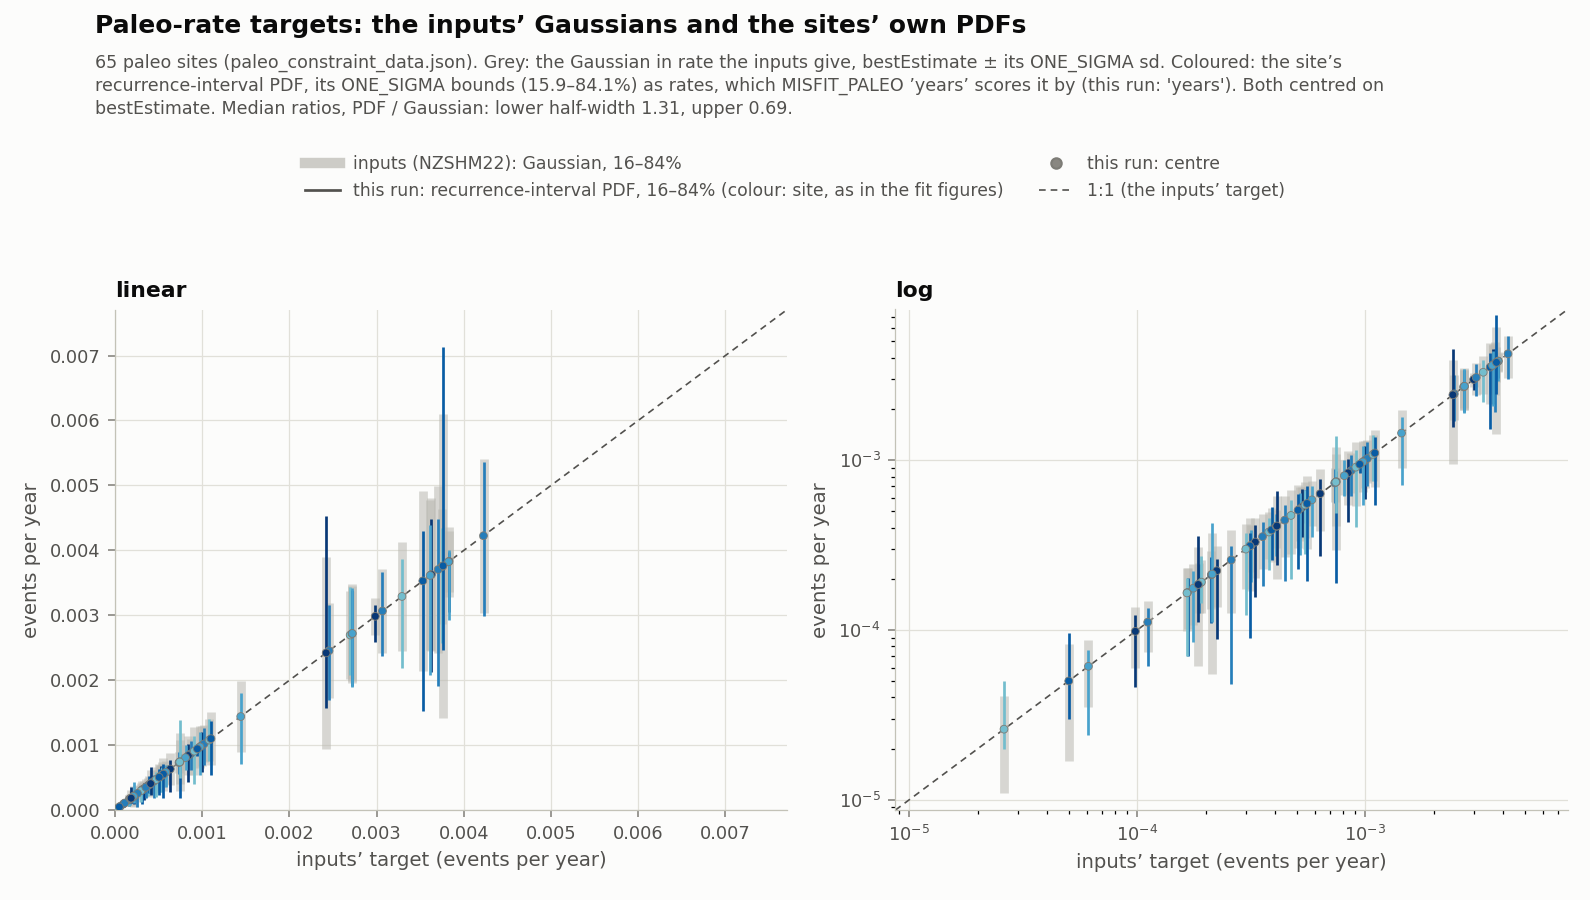 Paleo-rate targets: the inputs’ Gaussians and the sites’ own PDFs
65 paleo sites (paleo_constraint_data.json). Grey: the Gaussian in rate the inputs give, bestEstimate ± its ONE_SIGMA sd. Coloured: the site’s
recurrence-interval PDF, its ONE_SIGMA bounds (15.9–84.1%) as rates, which MISFIT_PALEO ’years’ scores it by (this run: 'years'). Both centred on
bestEstimate. Median ratios, PDF / Gaussian: lower half-width 1.31, upper 0.69.
inputs (NZSHM22): Gaussian, 16–84%
this run: recurrence-interval PDF, 16–84% (colour: site, as in the fit figures)
this run: centre
1:1 (the inputs’ target)
linear
0.007
0.006
0.005
0.004
0.003
0.002
0.001
0.000
events per year
0.000 0.001 0.002 0.003 0.004 0.005 0.006 0.007
inputs’ target (events per year)
log
10⁻³
10⁻⁴
10⁻⁵
events per year
10⁻⁵ 10⁻⁴ 10⁻³
inputs’ target (events per year)